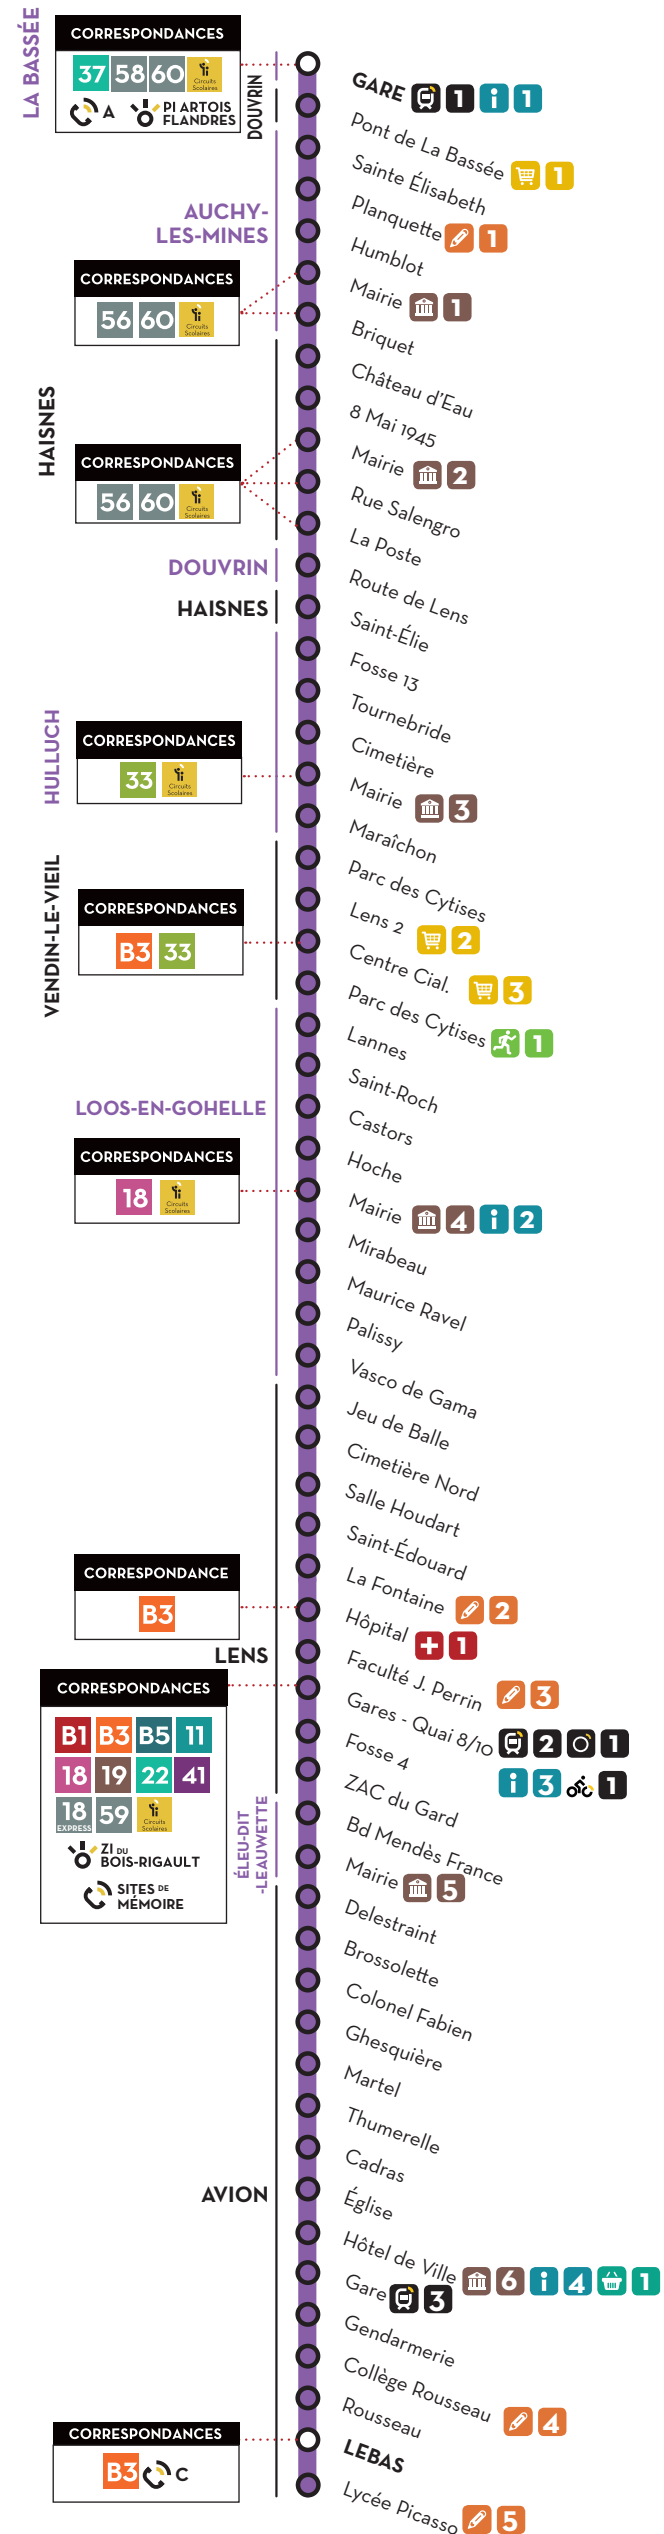 LA BASSÉE
CORRESPONDANCES
37 58 60 Circuits Scolaires
A PI ARTOIS
FLANDRES
DOUVRIN
GARE 1 i 1
Pont de La Bassée 1
Sainte Élisabeth
Planquette 1
AUCHY-
LES-MINES
Humblot
Mairie 1
CORRESPONDANCES
56 60 Circuits Scolaires
Briquet
Château d'Eau
8 Mai 1945
HAISNES
Mairie 2
CORRESPONDANCES
56 60 Circuits Scolaires
Rue Salengro
La Poste
DOUVRIN
Route de Lens
HAISNES
Saint-Élie
Fosse 13
Tournebride
HULLUCH
CORRESPONDANCES
33 Circuits Scolaires
Cimetière
Mairie 3
Maraîchon
VENDIN-LE-VIEIL
Parc des Cytises
CORRESPONDANCES
B3 33
Lens 2 2
Centre Cial. 3
Parc des Cytises 1
Lannes
LOOS-EN-GOHELLE
Saint-Roch
Castors
CORRESPONDANCES
18 Circuits Scolaires
Hoche
Mairie 4 i 2
Mirabeau
Maurice Ravel
Palissy
Vasco de Gama
Jeu de Balle
Cimetière Nord
Salle Houdart
Saint-Édouard
CORRESPONDANCE
B3
La Fontaine 2
Hôpital 1
LENS
Faculté J. Perrin 3
CORRESPONDANCES
B1 B3 B5 11
18 19 22 41
18 EXPRESS 59 Circuits Scolaires
ZI DU
BOIS-RIGAULT
SITES DE
MÉMOIRE
Gares - Quai 8/10 2 1
i 3 1
Fosse 4
ZAC du Gard
ÉLEU-DIT
-LEAUWETTE
Bd Mendès France
Mairie 5
Delestraint
Brossolette
Colonel Fabien
Ghesquière
Martel
Thumerelle
Cadras
AVION
Église
Hôtel de Ville 6 i 4 1
Gare 3
Gendarmerie
Collège Rousseau 4
Rousseau
CORRESPONDANCES
B3 C
LEBAS
Lycée Picasso 5